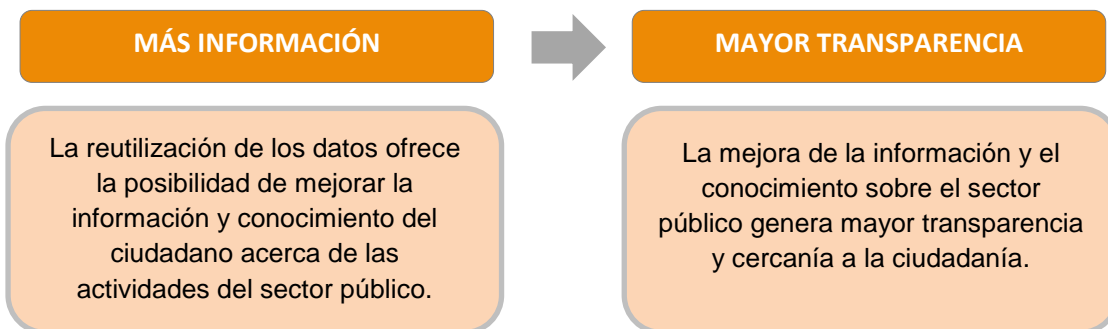 MÁS INFORMACIÓN
MAYOR TRANSPARENCIA
La reutilización de los datos ofrece
la posibilidad de mejorar la
información y conocimiento del
ciudadano acerca de las
actividades del sector público.
La mejora de la información y el
conocimiento sobre el sector
público genera mayor transparencia
y cercanía a la ciudadanía.